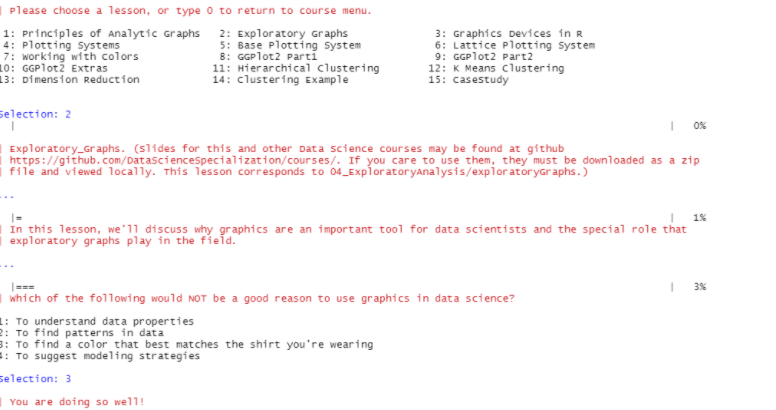 | Please choose a lesson, or type 0 to return to course menu.
1: Principles of Analytic Graphs 2: Exploratory Graphs 3: Graphics Devices in R
4: Plotting Systems 5: Base Plotting System 6: Lattice Plotting System
7: Working with Colors 8: GGPlot2 Part1 9: GGPlot2 Part2
10: GGPlot2 Extras 11: Hierarchical Clustering 12: K Means Clustering
13: Dimension Reduction 14: Clustering Example 15: CaseStudy
Selection: 2
| | 0%
| Exploratory_Graphs. (Slides for this and other Data Science courses may be found at github
| https://github.com/DataScienceSpecialization/courses/. If you care to use them, they must be downloaded as a zip
| file and viewed locally. This lesson corresponds to 04_ExploratoryAnalysis/exploratoryGraphs.)
...
|= | 1%
| In this lesson, we'll discuss why graphics are an important tool for data scientists and the special role that
| exploratory graphs play in the field.
...
|=== | 3%
| Which of the following would NOT be a good reason to use graphics in data science?
1: To understand data properties
2: To find patterns in data
3: To find a color that best matches the shirt you're wearing
4: To suggest modeling strategies
Selection: 3
| You are doing so well!